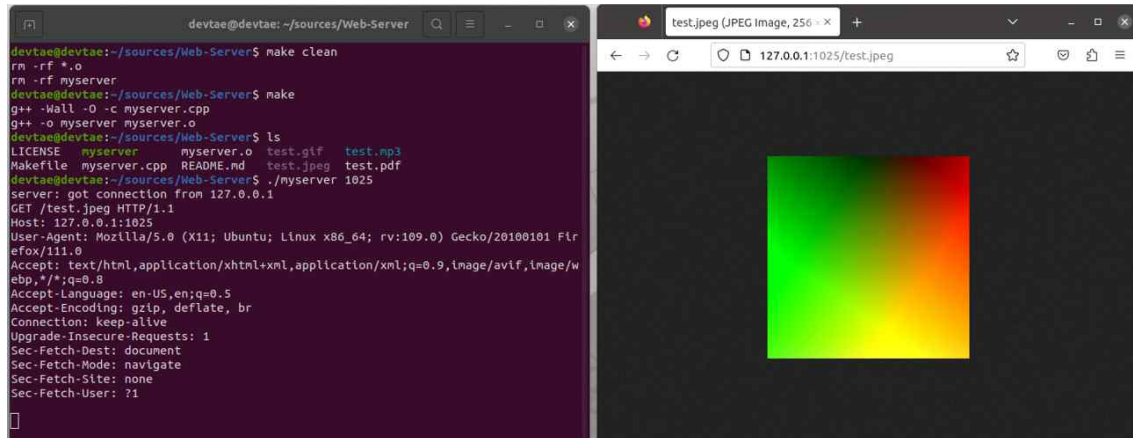 devtae@devtae: ~/sources/Web-Server
devtae@devtae:~/sources/Web-Server$ make clean
rm -rf *.o
rm -rf myserver
devtae@devtae:~/sources/Web-Server$ make
g++ -Wall -O -c myserver.cpp
g++ -o myserver myserver.o
devtae@devtae:~/sources/Web-Server$ ls
LICENSE myserver myserver.o test.gif test.mp3
Makefile myserver.cpp README.md test.jpeg test.pdf
devtae@devtae:~/sources/Web-Server$ ./myserver 1025
server: got connection from 127.0.0.1
GET /test.jpeg HTTP/1.1
Host: 127.0.0.1:1025
User-Agent: Mozilla/5.0 (X11; Ubuntu; Linux x86_64; rv:109.0) Gecko/20100101 Fir
efox/111.0
Accept: text/html,application/xhtml+xml,application/xml;q=0.9,image/avif,image/w
ebp,*/*;q=0.8
Accept-Language: en-US,en;q=0.5
Accept-Encoding: gzip, deflate, br
Connection: keep-alive
Upgrade-Insecure-Requests: 1
Sec-Fetch-Dest: document
Sec-Fetch-Mode: navigate
Sec-Fetch-Site: none
Sec-Fetch-User: ?1
test.jpeg (JPEG Image, 256
127.0.0.1:1025/test.jpeg